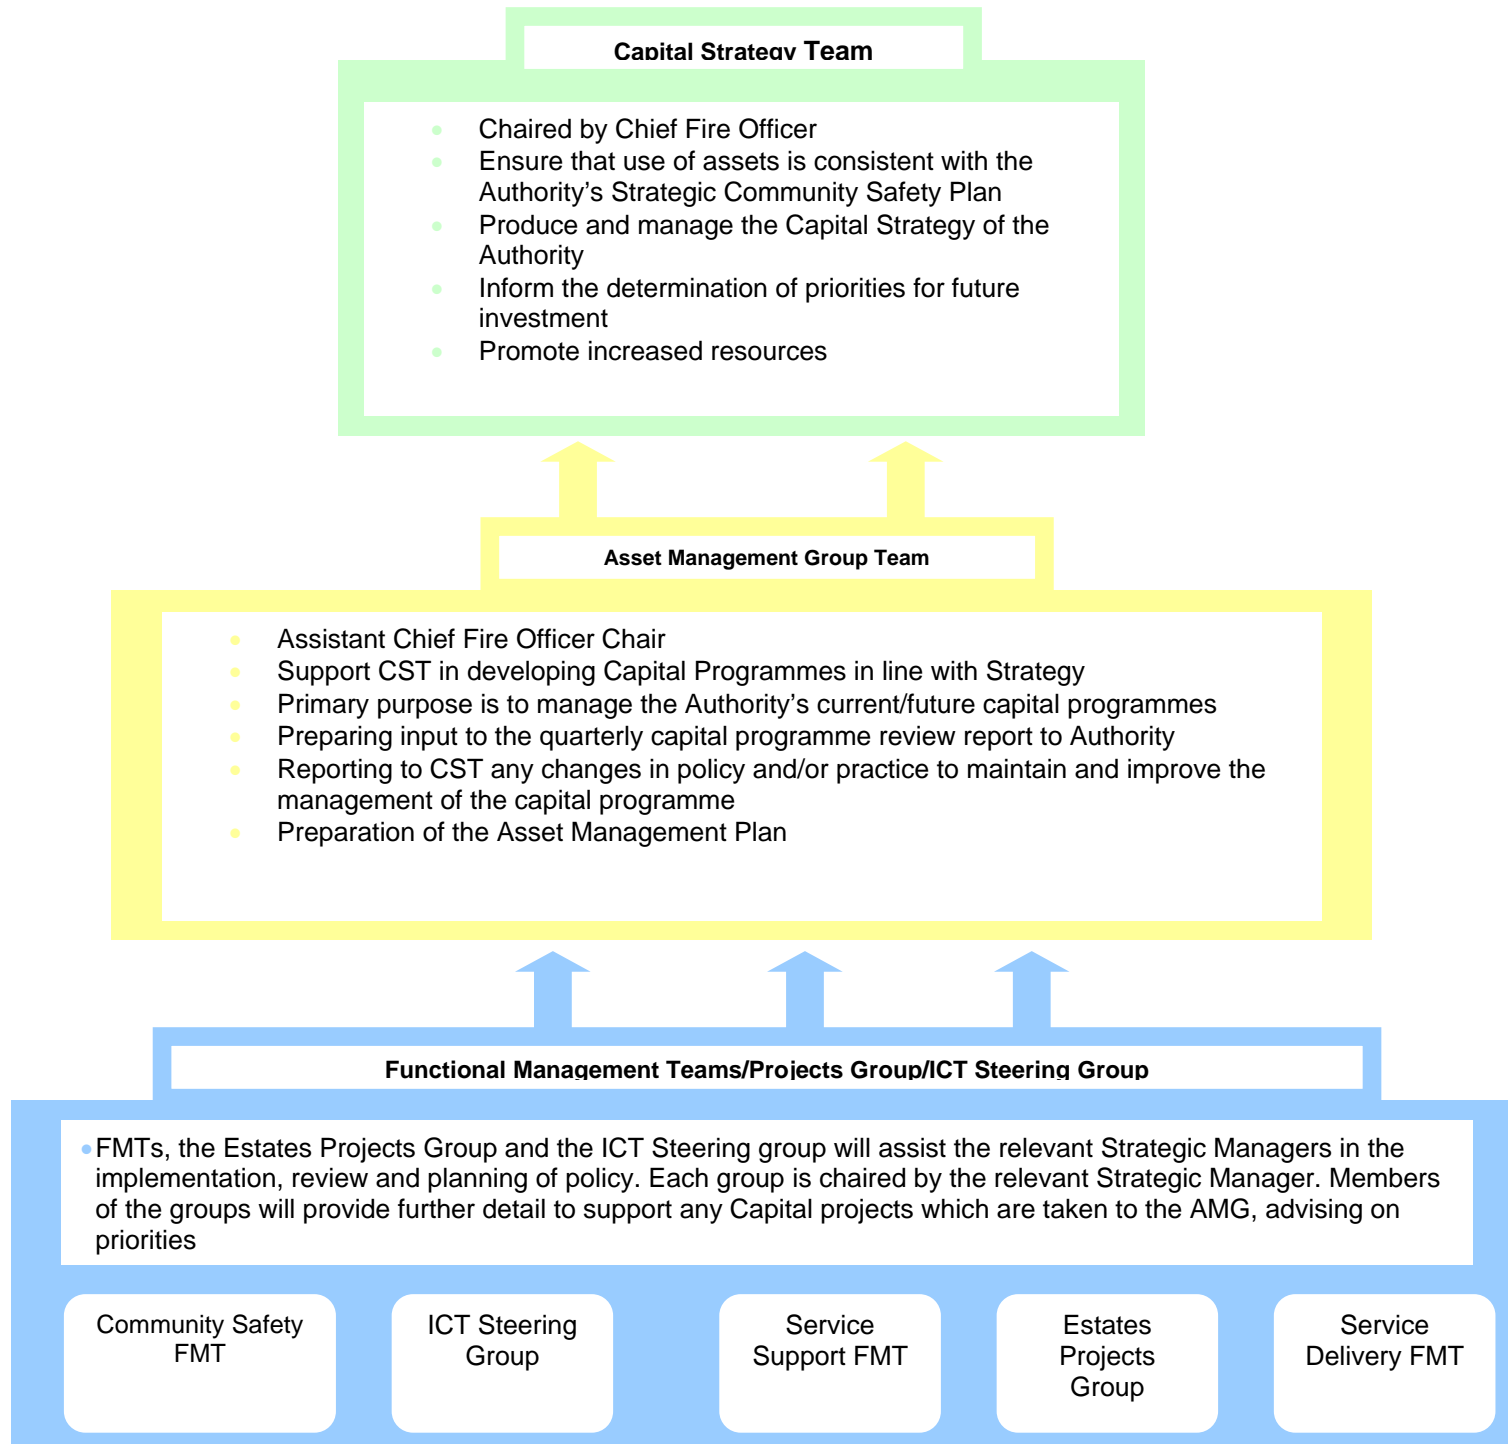 Capital Strategy Team
• Chaired by Chief Fire Officer
• Ensure that use of assets is consistent with the
Authority’s Strategic Community Safety Plan
• Produce and manage the Capital Strategy of the
Authority
• Inform the determination of priorities for future
investment
• Promote increased resources
Asset Management Group Team
• Assistant Chief Fire Officer Chair
• Support CST in developing Capital Programmes in line with Strategy
• Primary purpose is to manage the Authority’s current/future capital programmes
• Preparing input to the quarterly capital programme review report to Authority
• Reporting to CST any changes in policy and/or practice to maintain and improve the
management of the capital programme
• Preparation of the Asset Management Plan
Functional Management Teams/Projects Group/ICT Steering Group
• FMTs, the Estates Projects Group and the ICT Steering group will assist the relevant Strategic Managers in the
implementation, review and planning of policy. Each group is chaired by the relevant Strategic Manager. Members
of the groups will provide further detail to support any Capital projects which are taken to the AMG, advising on
priorities
Community Safety
FMT
ICT Steering
Group
Service
Support FMT
Estates
Projects
Group
Service
Delivery FMT